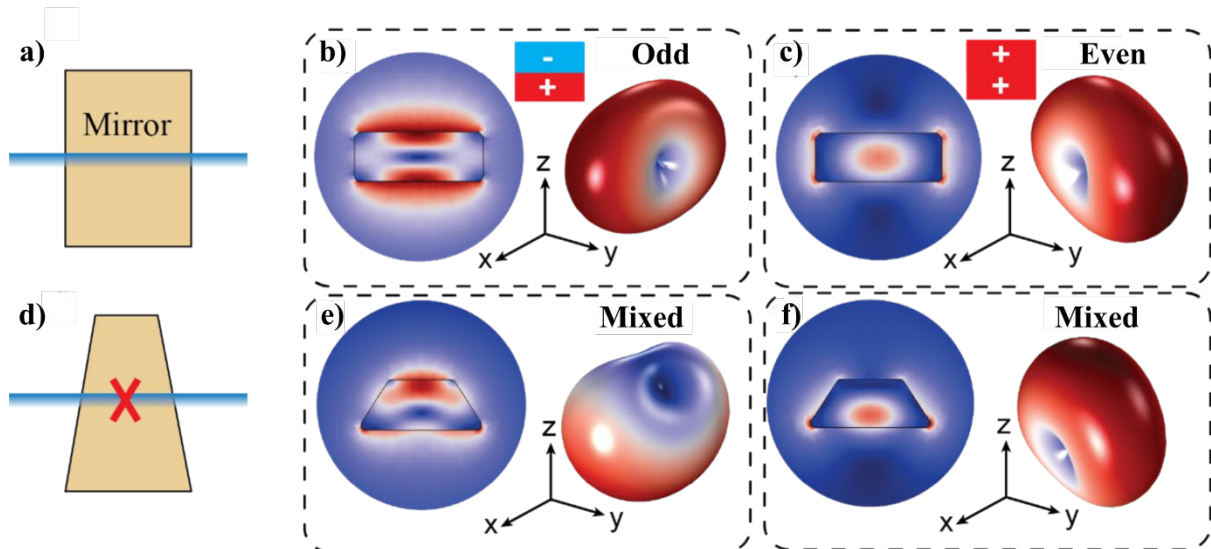 a)
Mirror
b)
-
+
Odd
z
x
y
c)
+
+
Even
z
x
y
d)
X
e)
Mixed
z
x
y
f)
Mixed
z
x
y